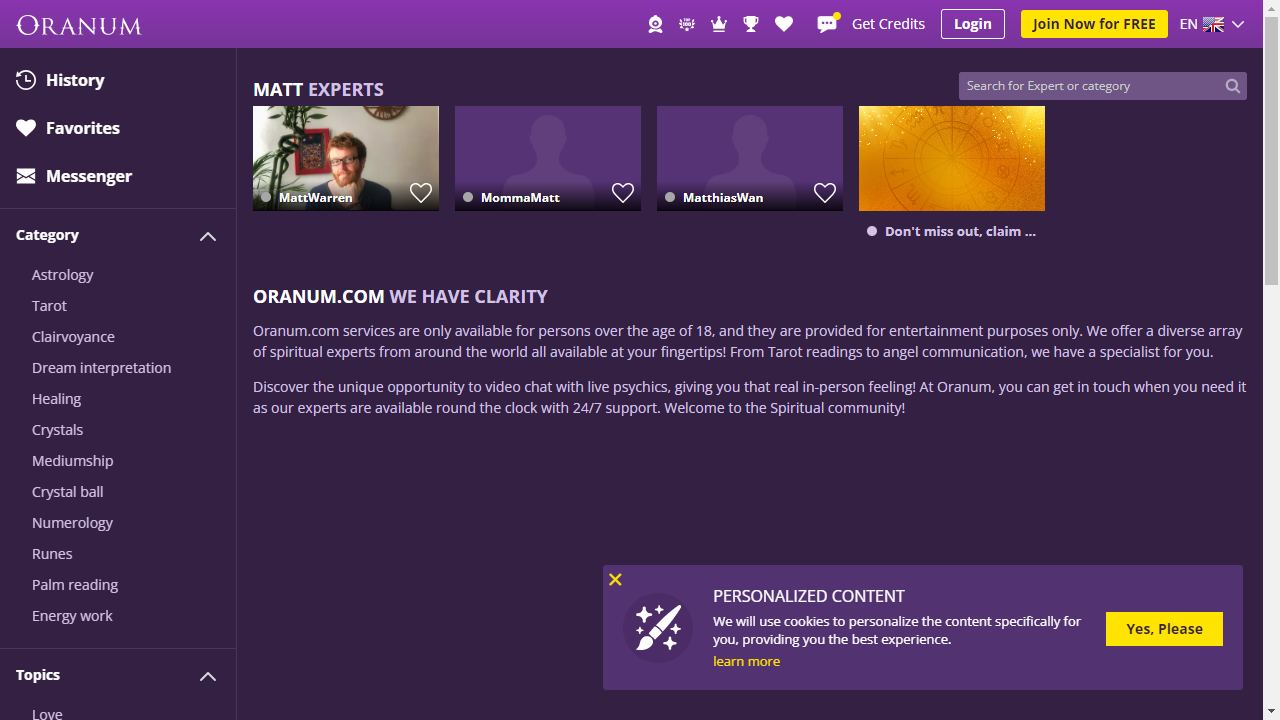 ORANUM
Get Credits
Login
Join Now for FREE
EN
History
Favorites
Messenger
Category
Astrology
Tarot
Clairvoyance
Dream interpretation
Healing
Crystals
Mediumship
Crystal ball
Numerology
Runes
Palm reading
Energy work
Topics
Love
MATT EXPERTS
Search for Expert or category
MattWarren
MommaMatt
MatthiasWan
Don't miss out, claim ...
ORANUM.COM WE HAVE CLARITY
Oranum.com services are only available for persons over the age of 18, and they are provided for entertainment purposes only. We offer a diverse array
of spiritual experts from around the world all available at your fingertips! From Tarot readings to angel communication, we have a specialist for you.
Discover the unique opportunity to video chat with live psychics, giving you that real in-person feeling! At Oranum, you can get in touch when you need it
as our experts are available round the clock with 24/7 support. Welcome to the Spiritual community!
PERSONALIZED CONTENT
We will use cookies to personalize the content specifically for
you, providing you the best experience.
learn more
Yes, Please